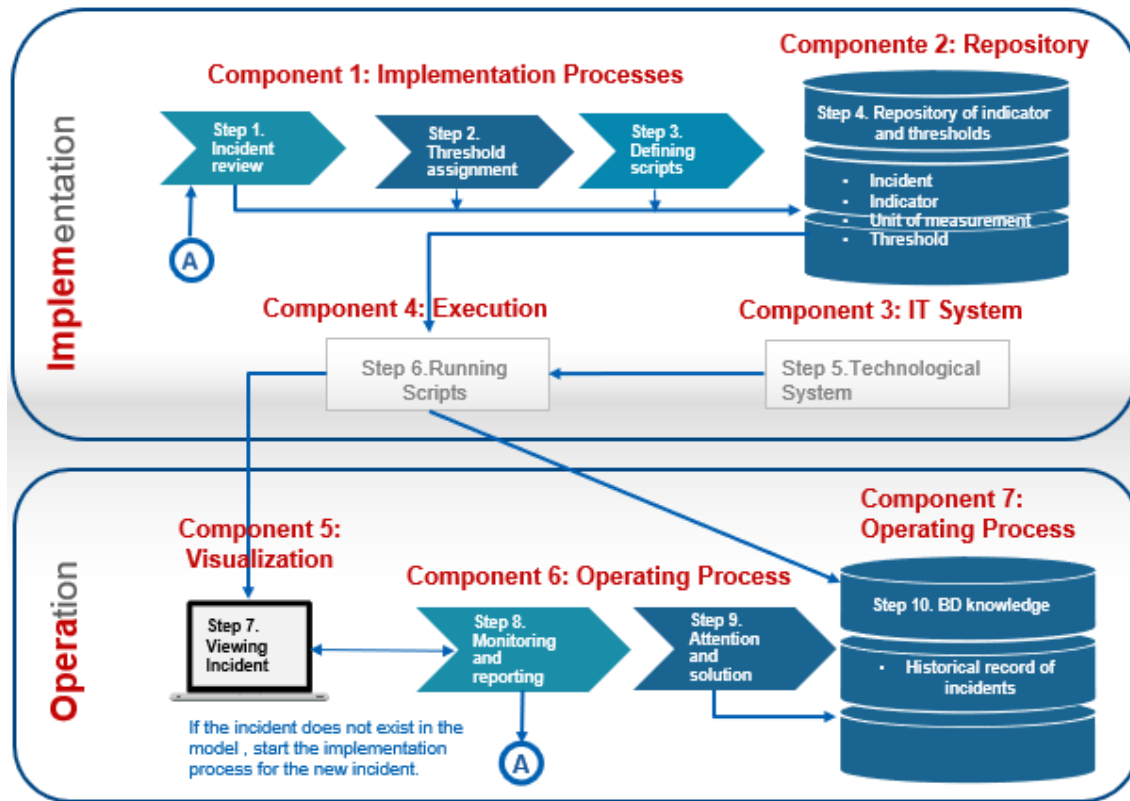 Implementation
Component 1: Implementation Processes
Step 1.
Incident
review
Step 2.
Threshold
assignment
Step 3.
Defining
scripts
A
Componente 2: Repository
Step 4. Repository of indicator
and thresholds
▪ Incident
▪ Indicator
▪ Unit of measurement
▪ Threshold
Component 4: Execution
Step 6.Running
Scripts
Component 3: IT System
Step 5.Technological
System
Operation
Component 5:
Visualization
Step 7.
Viewing
Incident
If the incident does not exist in the
model , start the implementation
process for the new incident.
Component 6: Operating Process
Step 8.
Monitoring
and
reporting
Step 9.
Attention
and
solution
A
Component 7:
Operating Process
Step 10. BD knowledge
▪ Historical record of
incidents